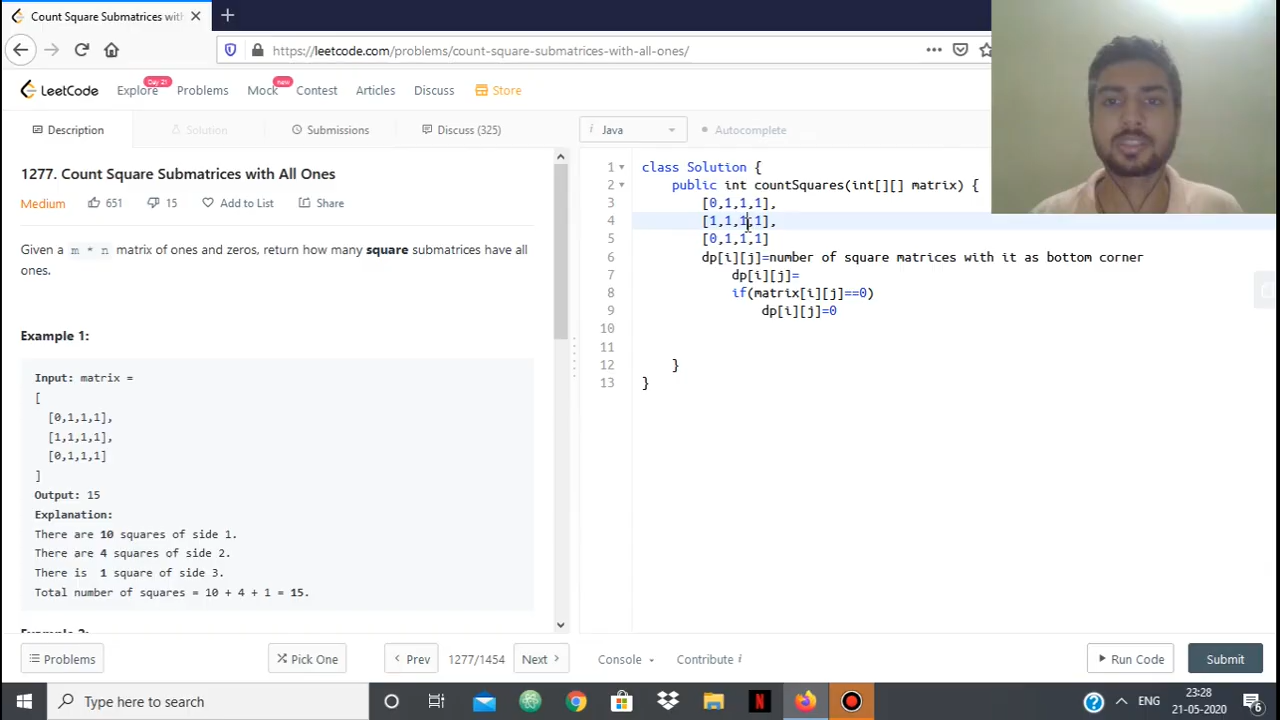 Count Square Submatrices with
https://leetcode.com/problems/count-square-submatrices-with-all-ones/
LeetCode
Explore
Day 21
Problems
Mock
new
Contest
Articles
Discuss
Store
Description
Solution
Submissions
Discuss (325)
i Java
Autocomplete
1277. Count Square Submatrices with All Ones
Medium
651
15
Add to List
Share
Given a m * n matrix of ones and zeros, return how many square submatrices have all
ones.
Example 1:
Input: matrix =
[
[0,1,1,1],
[1,1,1,1],
[0,1,1,1]
]
Output: 15
Explanation:
There are 10 squares of side 1.
There are 4 squares of side 2.
There is 1 square of side 3.
Total number of squares = 10 + 4 + 1 = 15.
1 class Solution {
2 public int countSquares(int[][] matrix) {
3 [0,1,1,1],
4 [1,1,1,1],
5 [0,1,1,1]
6 dp[i][j]=number of square matrices with it as bottom corner
7 dp[i][j]=
8 if(matrix[i][j]==0)
9 dp[i][j]=0
10
11
12 }
13 }
Problems
Pick One
Prev
1277/1454
Next
Console
Contribute i
Run Code
Submit
Type here to search
ENG
23:28
21-05-2020
6